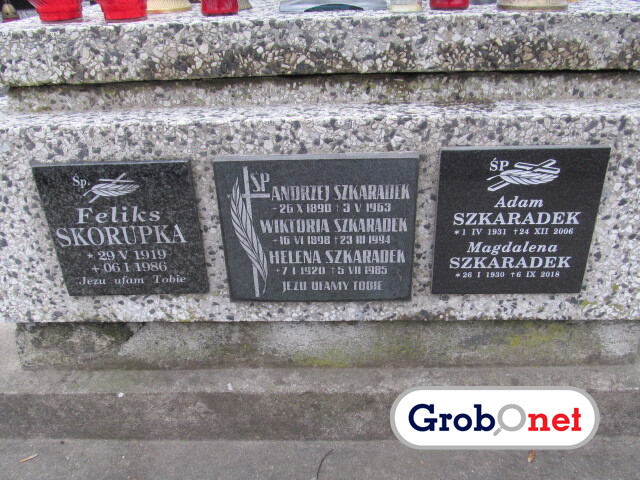 Śp.
Feliks
SKORUPKA
* 29 V 1919
+ 06 I 1986
"Jezu ufam Tobie"
ŚP
ANDRZEJ SZKARADEK
* 26 X 1890 + 3 V 1963
WIKTORIA SZKARADEK
* 16 VI 1898 + 23 III 1994
HELENA SZKARADEK
* 7 I 1920 + 5 VII 1985
JEZU UFAMY TOBIE
ŚP
Adam
SZKARADEK
* 1 IV 1931 + 24 XII 2006
Magdalena
SZKARADEK
* 26 I 1930 + 6 IX 2018
Grobonet